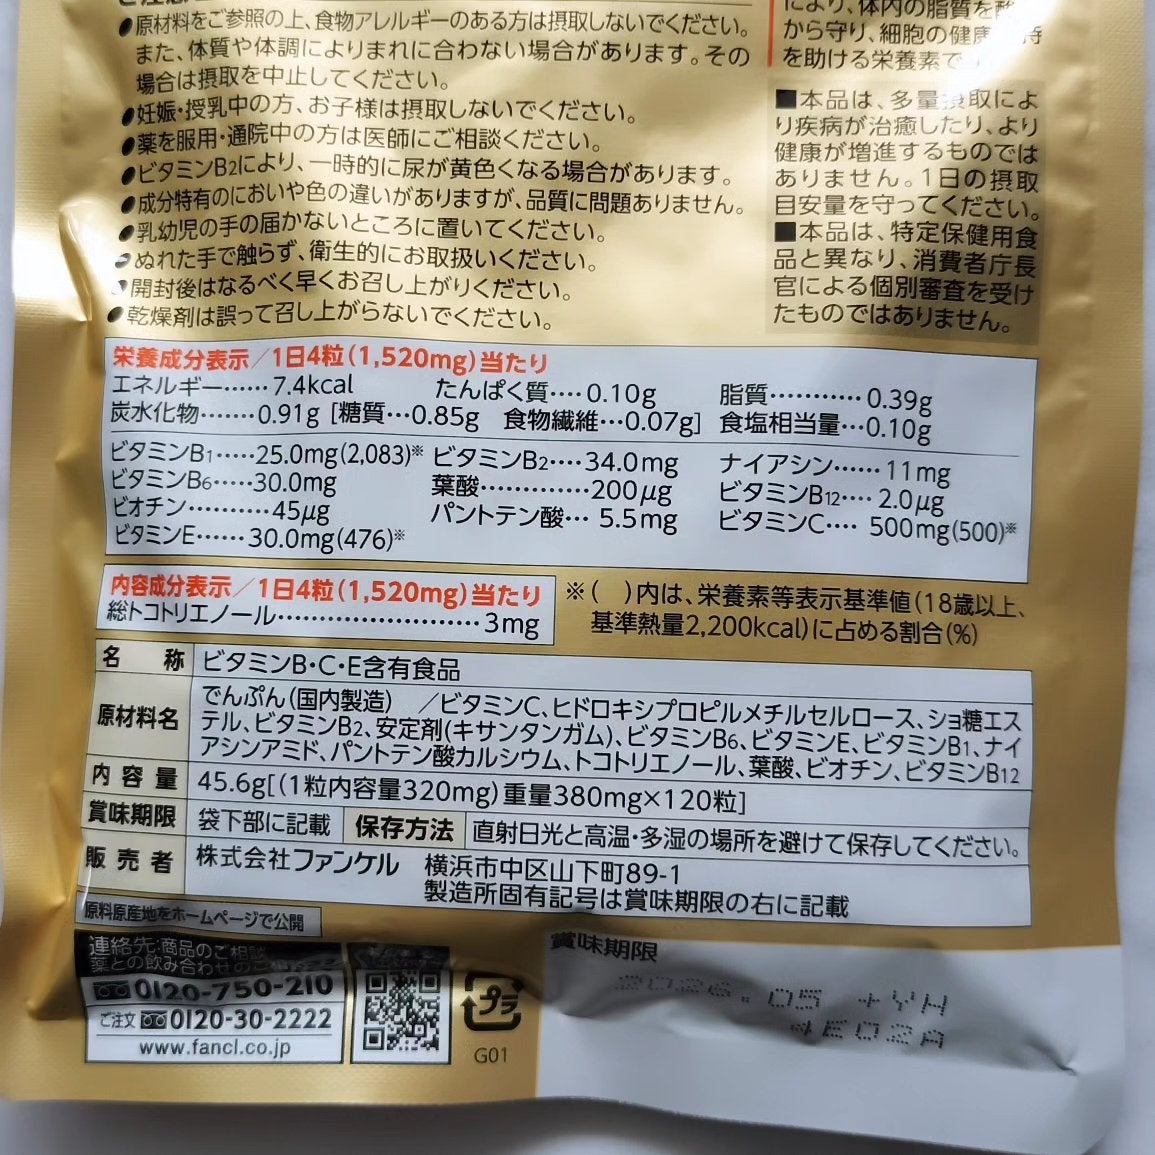 ●原材料をご参照の上、食物アレルギーのある方は摂取しないでください。
また、体質や体調によりまれに合わない場合があります。その
場合は摂取を中止してください。
●妊娠・授乳中の方、お子様は摂取しないでください。
●薬を服用・通院中の方は医師にご相談ください。
●ビタミンB2により、一時的に尿が黄色くなる場合があります。
●成分特有のにおいや色の違いがありますが、品質に問題ありません。
●乳幼児の手の届かないところに置いてください。
●ぬれた手で触らず、衛生的にお取扱いください。
●開封後はなるべく早くお召し上がりください。
●乾燥剤は誤って召し上がらないでください。
により、体内の脂質を酸
から守り、細胞の健康 持
を助ける栄養素で
■本品は、多量摂取によ
り疾病が治癒したり、より
健康が増進するものでは
ありません。1日の摂取
目安量を守ってください。
■本品は、特定保健用食
品と異なり、消費者庁長
官による個別審査を受け
たものではありません。
栄養成分表示／1日4粒(1,520mg)当たり
エネルギー……7.4kcal たんぱく質…‥0.10g 脂質…………0.39g
炭水化物……‥0.91g [糖質…0.85g 食物繊維…0.07g] 食塩相当量…0.10g
ビタミンB1…‥25.0mg(2,083)※ ビタミンB2…‥34.0mg ナイアシン……11mg
ビタミンB6…‥30.0mg 葉酸…………‥200μg ビタミンB12…‥2.0μg
ビオチン…………45μg パントテン酸…5.5mg ビタミンC…‥500mg(500)※
ビタミンE……30.0mg(476)※
内容成分表示／1日4粒(1,520mg)当たり
総トコトリエノール……………………3mg
※( )内は、栄養素等表示基準値(18歳以上、
基準熱量2,200kcal)に占める割合(%)
名 称 ビタミンB・C・E含有食品
原材料名 でんぷん(国内製造) ／ビタミンC、ヒドロキシプロピルメチルセルロース、ショ糖エス
テル、ビタミンB2、安定剤(キサンタンガム)、ビタミンB6、ビタミンE、ビタミンB1、ナイ
アシンアミド、パントテン酸カルシウム、トコトリエノール、葉酸、ビオチン、ビタミンB12
内 容 量 45.6g[(1粒内容量320mg)重量380mg×120粒]
賞味期限 袋下部に記載 保存方法 直射日光と高温・多湿の場所を避けて保存してください。
販 売 者 株式会社ファンケル 横浜市中区山下町89-1
製造所固有記号は賞味期限の右に記載
原料原産地をホームページで公開
連絡先:商品のご相談
薬との飲み合わせの
0120-750-210
ご注文 0120-30-2222
www.fancl.co.jp
プラ
G01
賞味期限
2026.05 +YH
4E02A